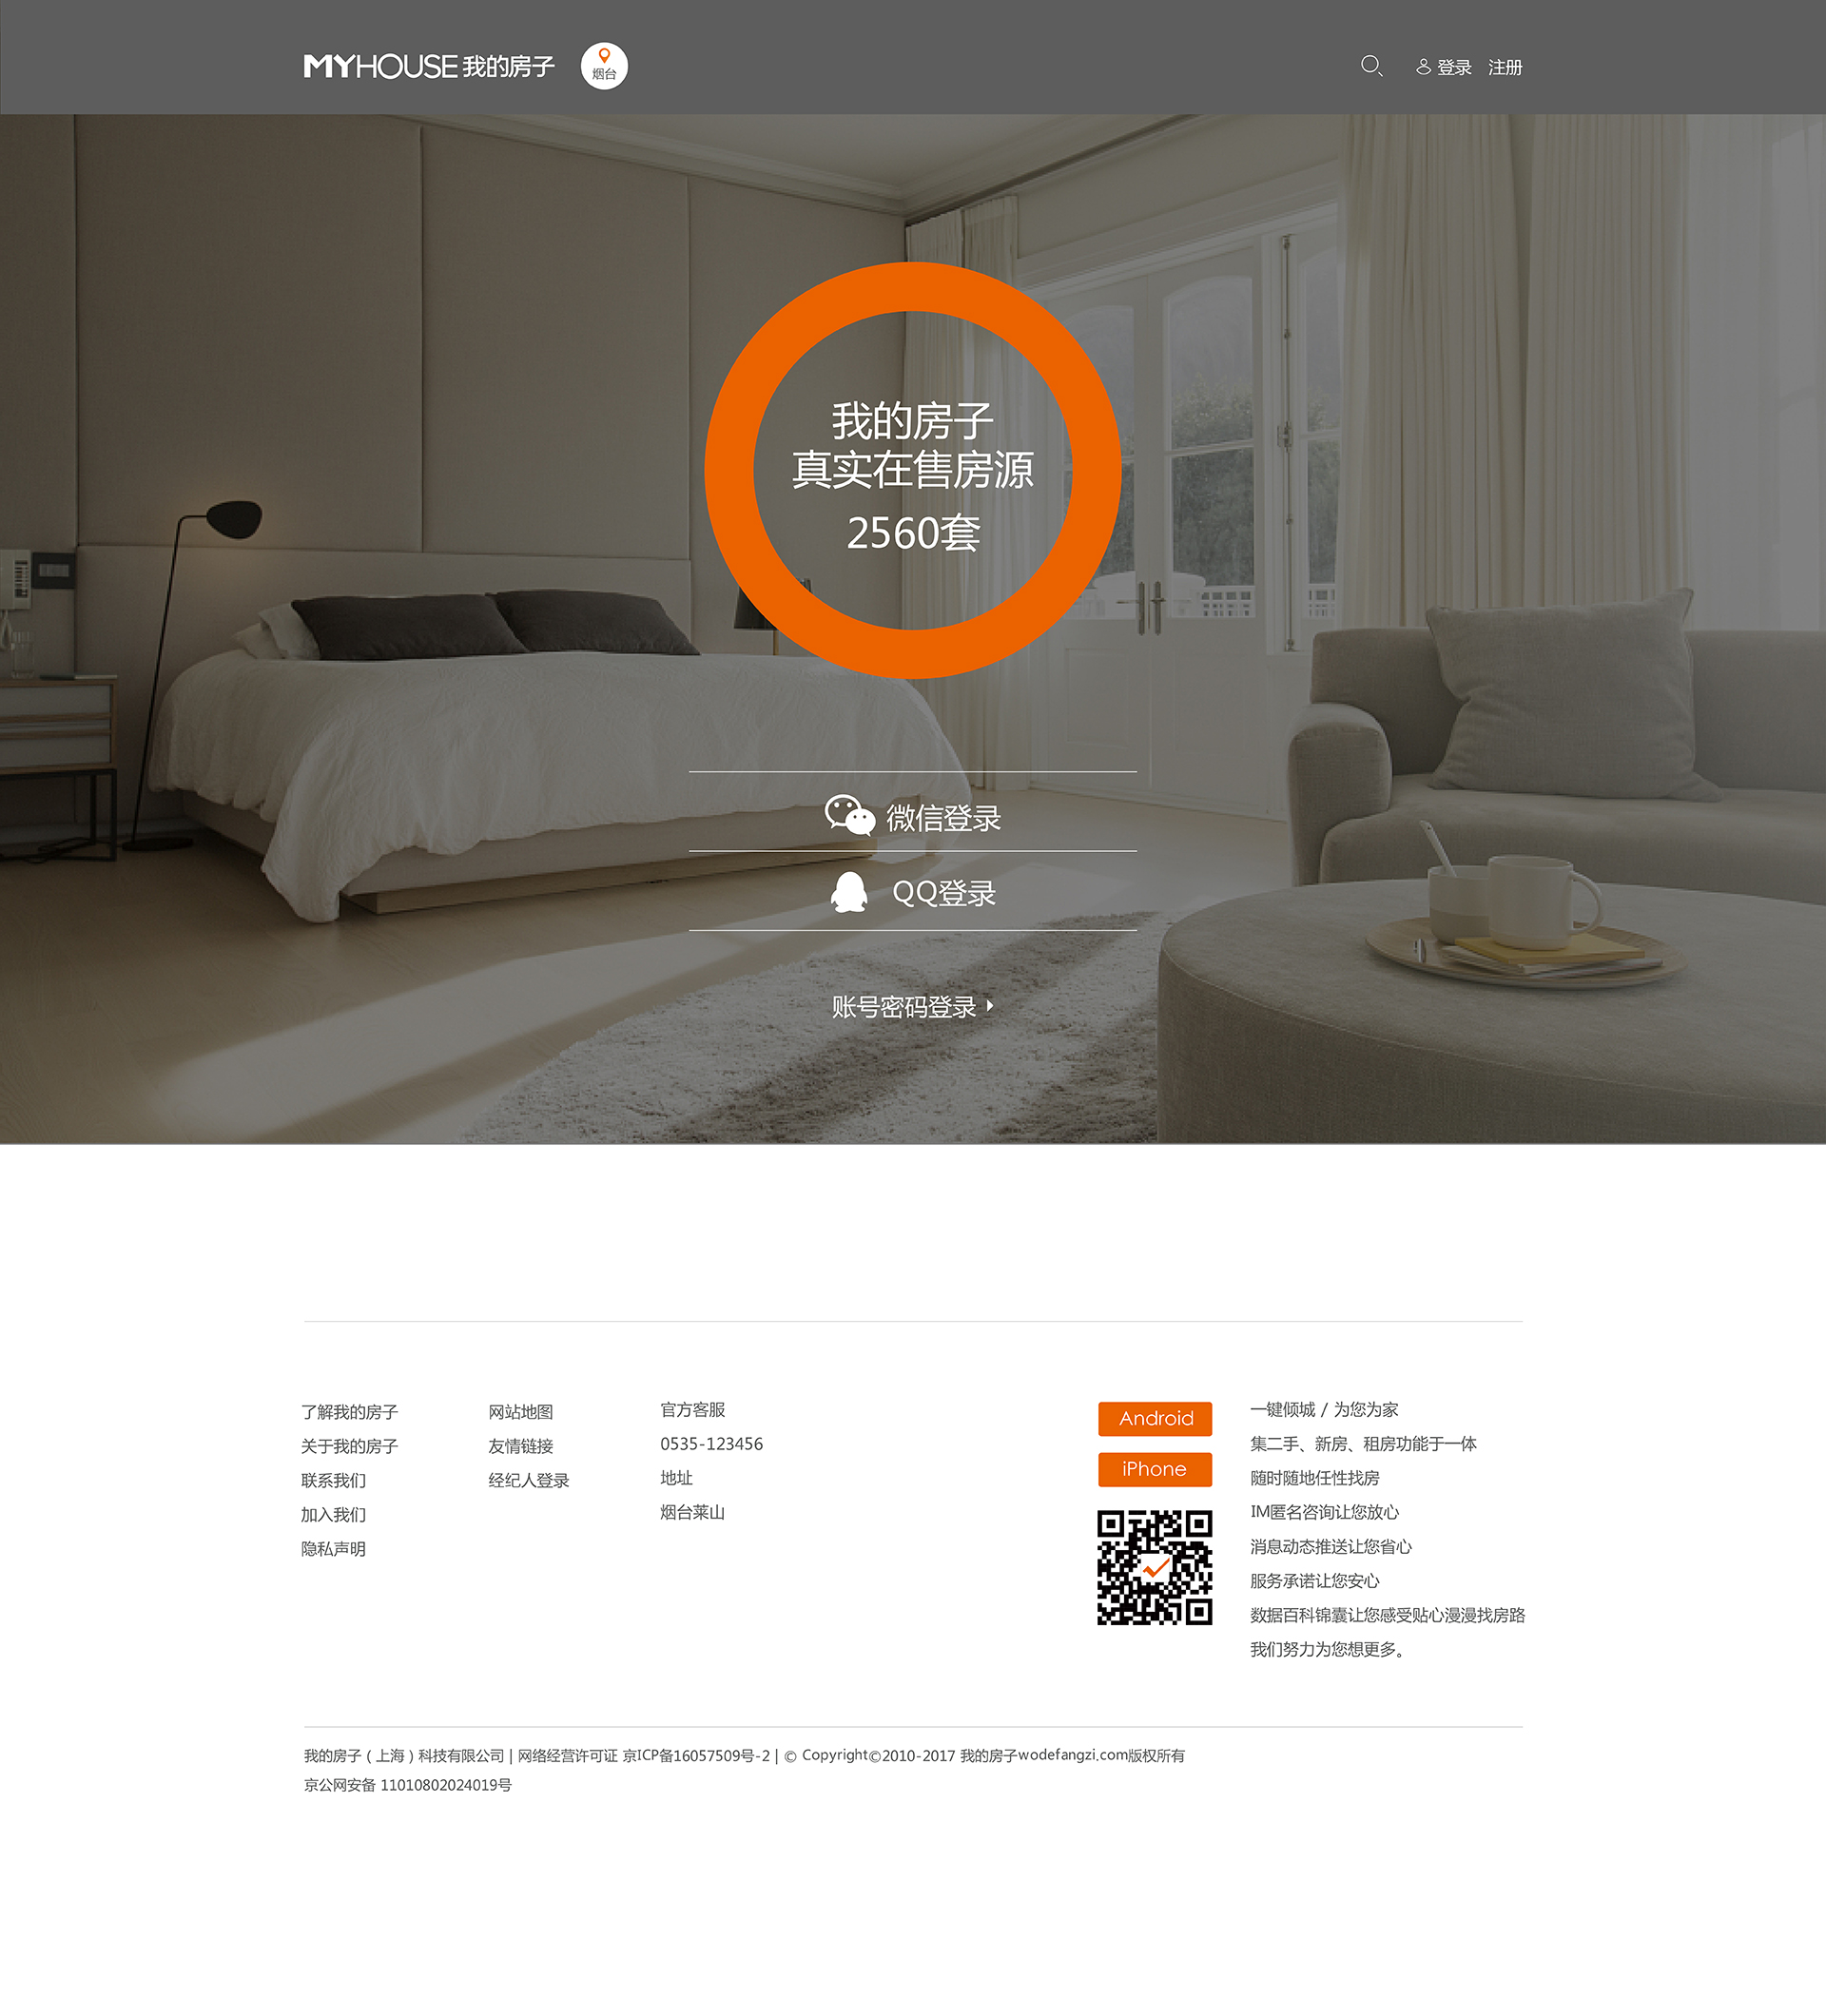 MYHOUSE 我的房子
烟台
登录 注册
我的房子
真实在售房源
2560套
微信登录
QQ登录
账号密码登录
了解我的房子
关于我的房子
联系我们
加入我们
隐私声明
网站地图
友情链接
经纪人登录
官方客服
0535-123456
地址
烟台莱山
Android
iPhone
一键倾城 / 为您为家
集二手、新房、租房功能于一体
随时随地任性找房
IM匿名咨询让您放心
消息动态推送让您省心
服务承诺让您安心
数据百科锦囊让您感受贴心漫漫找房路
我们努力为您想更多。
我的房子（上海）科技有限公司 | 网络经营许可证 京ICP备16057509号-2 | © Copyright©2010-2017 我的房子wodefangzi.com版权所有
京公网安备 11010802024019号